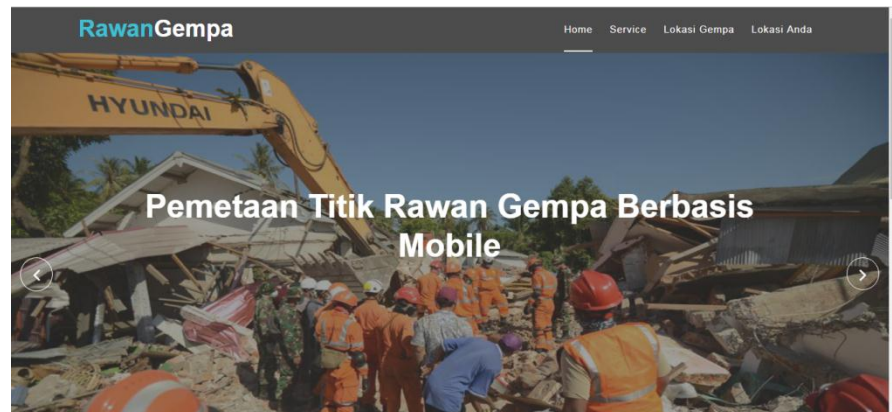 RawanGempa
Home Service Lokasi Gempa Lokasi Anda
HYUNDAI
Pemetaan Titik Rawan Gempa Berbasis
Mobile